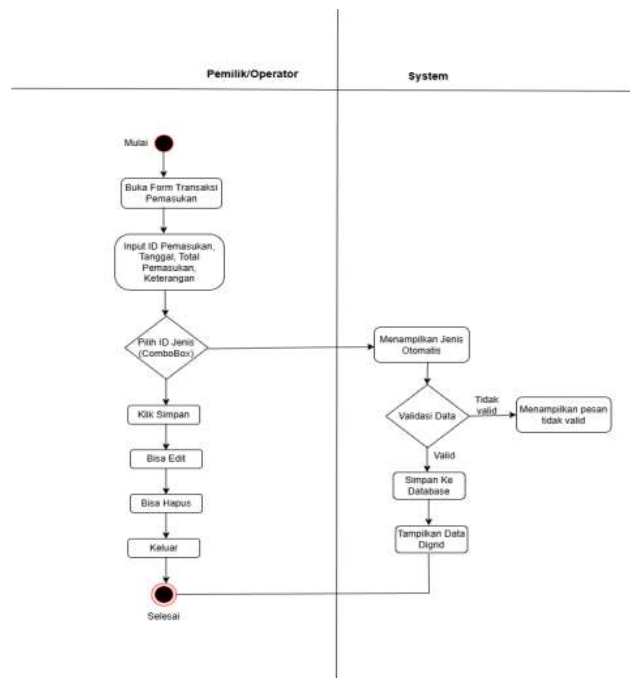 Pemilik/Operator
System
Mulai
Buka Form Transaksi
Pemasukan
Input ID Pemasukan,
Tanggal, Total
Pemasukan,
Keterangan
Pilih ID Jenis
(ComboBox)
Menampilkan Jenis
Otomatis
Klik Simpan
Validasi Data
Tidak
valid
Menampilkan pesan
tidak valid
Valid
Bisa Edit
Simpan Ke
Database
Bisa Hapus
Tampilkan Data
Digrid
Keluar
Selesai